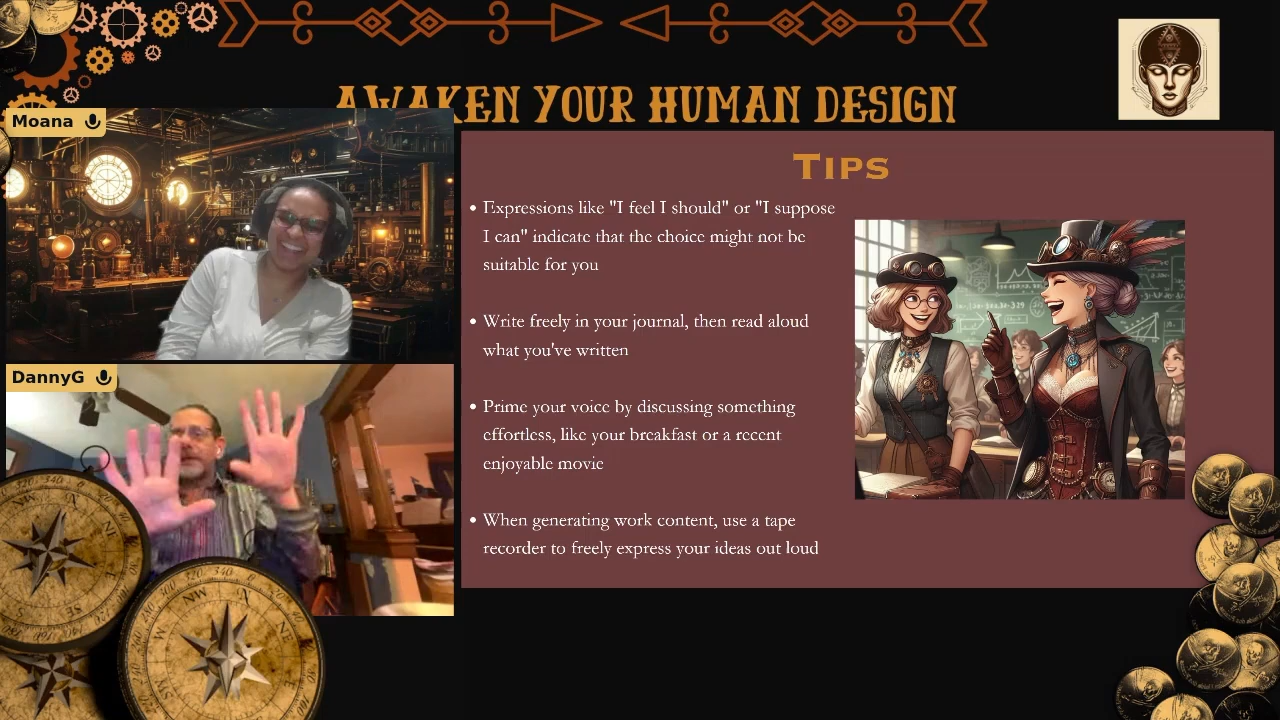 AWAKEN YOUR HUMAN DESIGN
Moana
DannyG
Tips
• Expressions like "I feel I should" or "I suppose
I can" indicate that the choice might not be
suitable for you
• Write freely in your journal, then read aloud
what you've written
• Prime your voice by discussing something
effortless, like your breakfast or a recent
enjoyable movie
• When generating work content, use a tape
recorder to freely express your ideas out loud